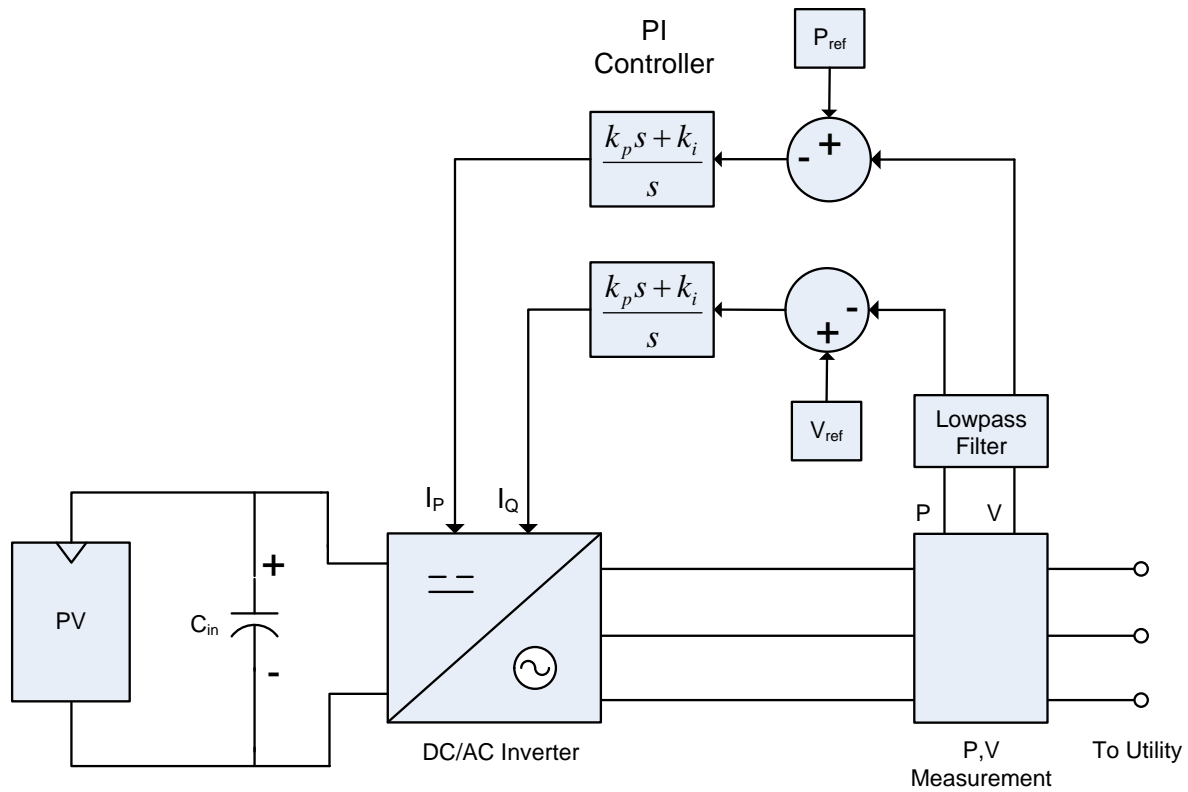 PI
Controller
P_ref
k_p s + k_i
s
- +
k_p s + k_i
s
-
+
V_ref
Lowpass
Filter
I_P
I_Q
P
V
PV
C_in
+
-
DC/AC Inverter
P,V
Measurement
To Utility